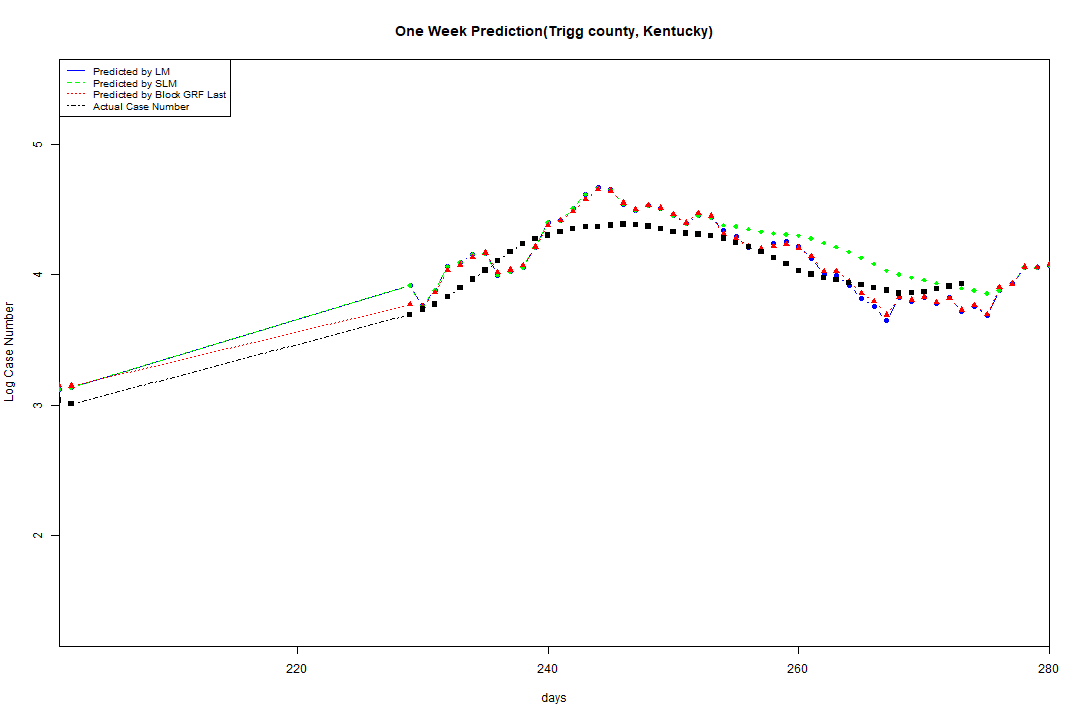 One Week Prediction(Trigg county, Kentucky)
Predicted by LM
Predicted by SLM
Predicted by Block GRF Last
Actual Case Number
5
4
3
2
Log Case Number
220
240
260
280
days